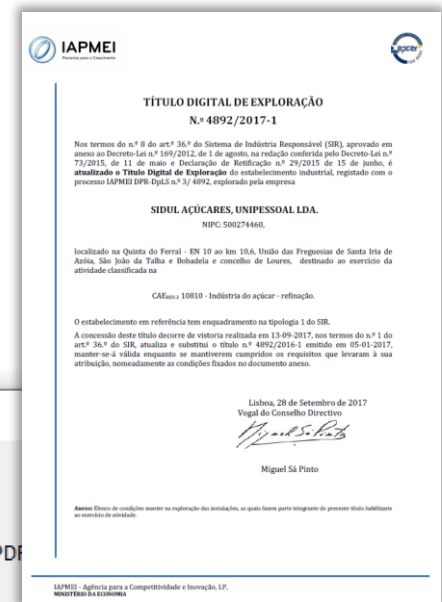 IAPMEI
Parcerias para o Crescimento
apcer
TÍTULO DIGITAL DE EXPLORAÇÃO
N.º 4892/2017-1
Nos termos do n.º 8 do art.º 36.º do Sistema de Indústria Responsável (SIR), aprovado em
anexo ao Decreto-Lei n.º 169/2012, de 1 de agosto, na redação conferida pelo Decreto-Lei n.º
73/2015, de 11 de maio e Declaração de Retificação n.º 29/2015 de 15 de junho, é
atualizado o Título Digital de Exploração do estabelecimento industrial, registado com o
processo IAPMEI DPR-DpLS n.º 3/ 4892, explorado pela empresa
SIDUL AÇÚCARES, UNIPESSOAL LDA.
NIPC: 500274460,
localizado na Quinta do Ferral - EN 10 ao km 10,6, União das Freguesias de Santa Iria de
Azóia, São João da Talha e Bobadela e concelho de Loures, destinado ao exercício da
atividade classificada na
CAE REV.3 10810 - Indústria do açúcar - refinação.
O estabelecimento em referência tem enquadramento na tipologia 1 do SIR.
A concessão deste título decorre de vistoria realizada em 13-09-2017, nos termos do n.º 1 do
art.º 36.º do SIR, atualiza e substitui o título n.º 4892/2016-1 emitido em 05-01-2017,
manter-se-á válida enquanto se mantiverem cumpridos os requisitos que levaram à sua
atribuição, nomeadamente as condições fixados no documento anexo.
Lisboa, 28 de Setembro de 2017
Vogal do Conselho Directivo
Miguel Sá Pinto
Miguel Sá Pinto
Anexo: Elenco de condições manter na exploração das instalações, as quais fazem parte integrante do presente título habilitante
ao exercício de atividade.
PDF
IAPMEI - Agência para a Competitividade e Inovação, I.P.
MINISTÉRIO DA ECONOMIA